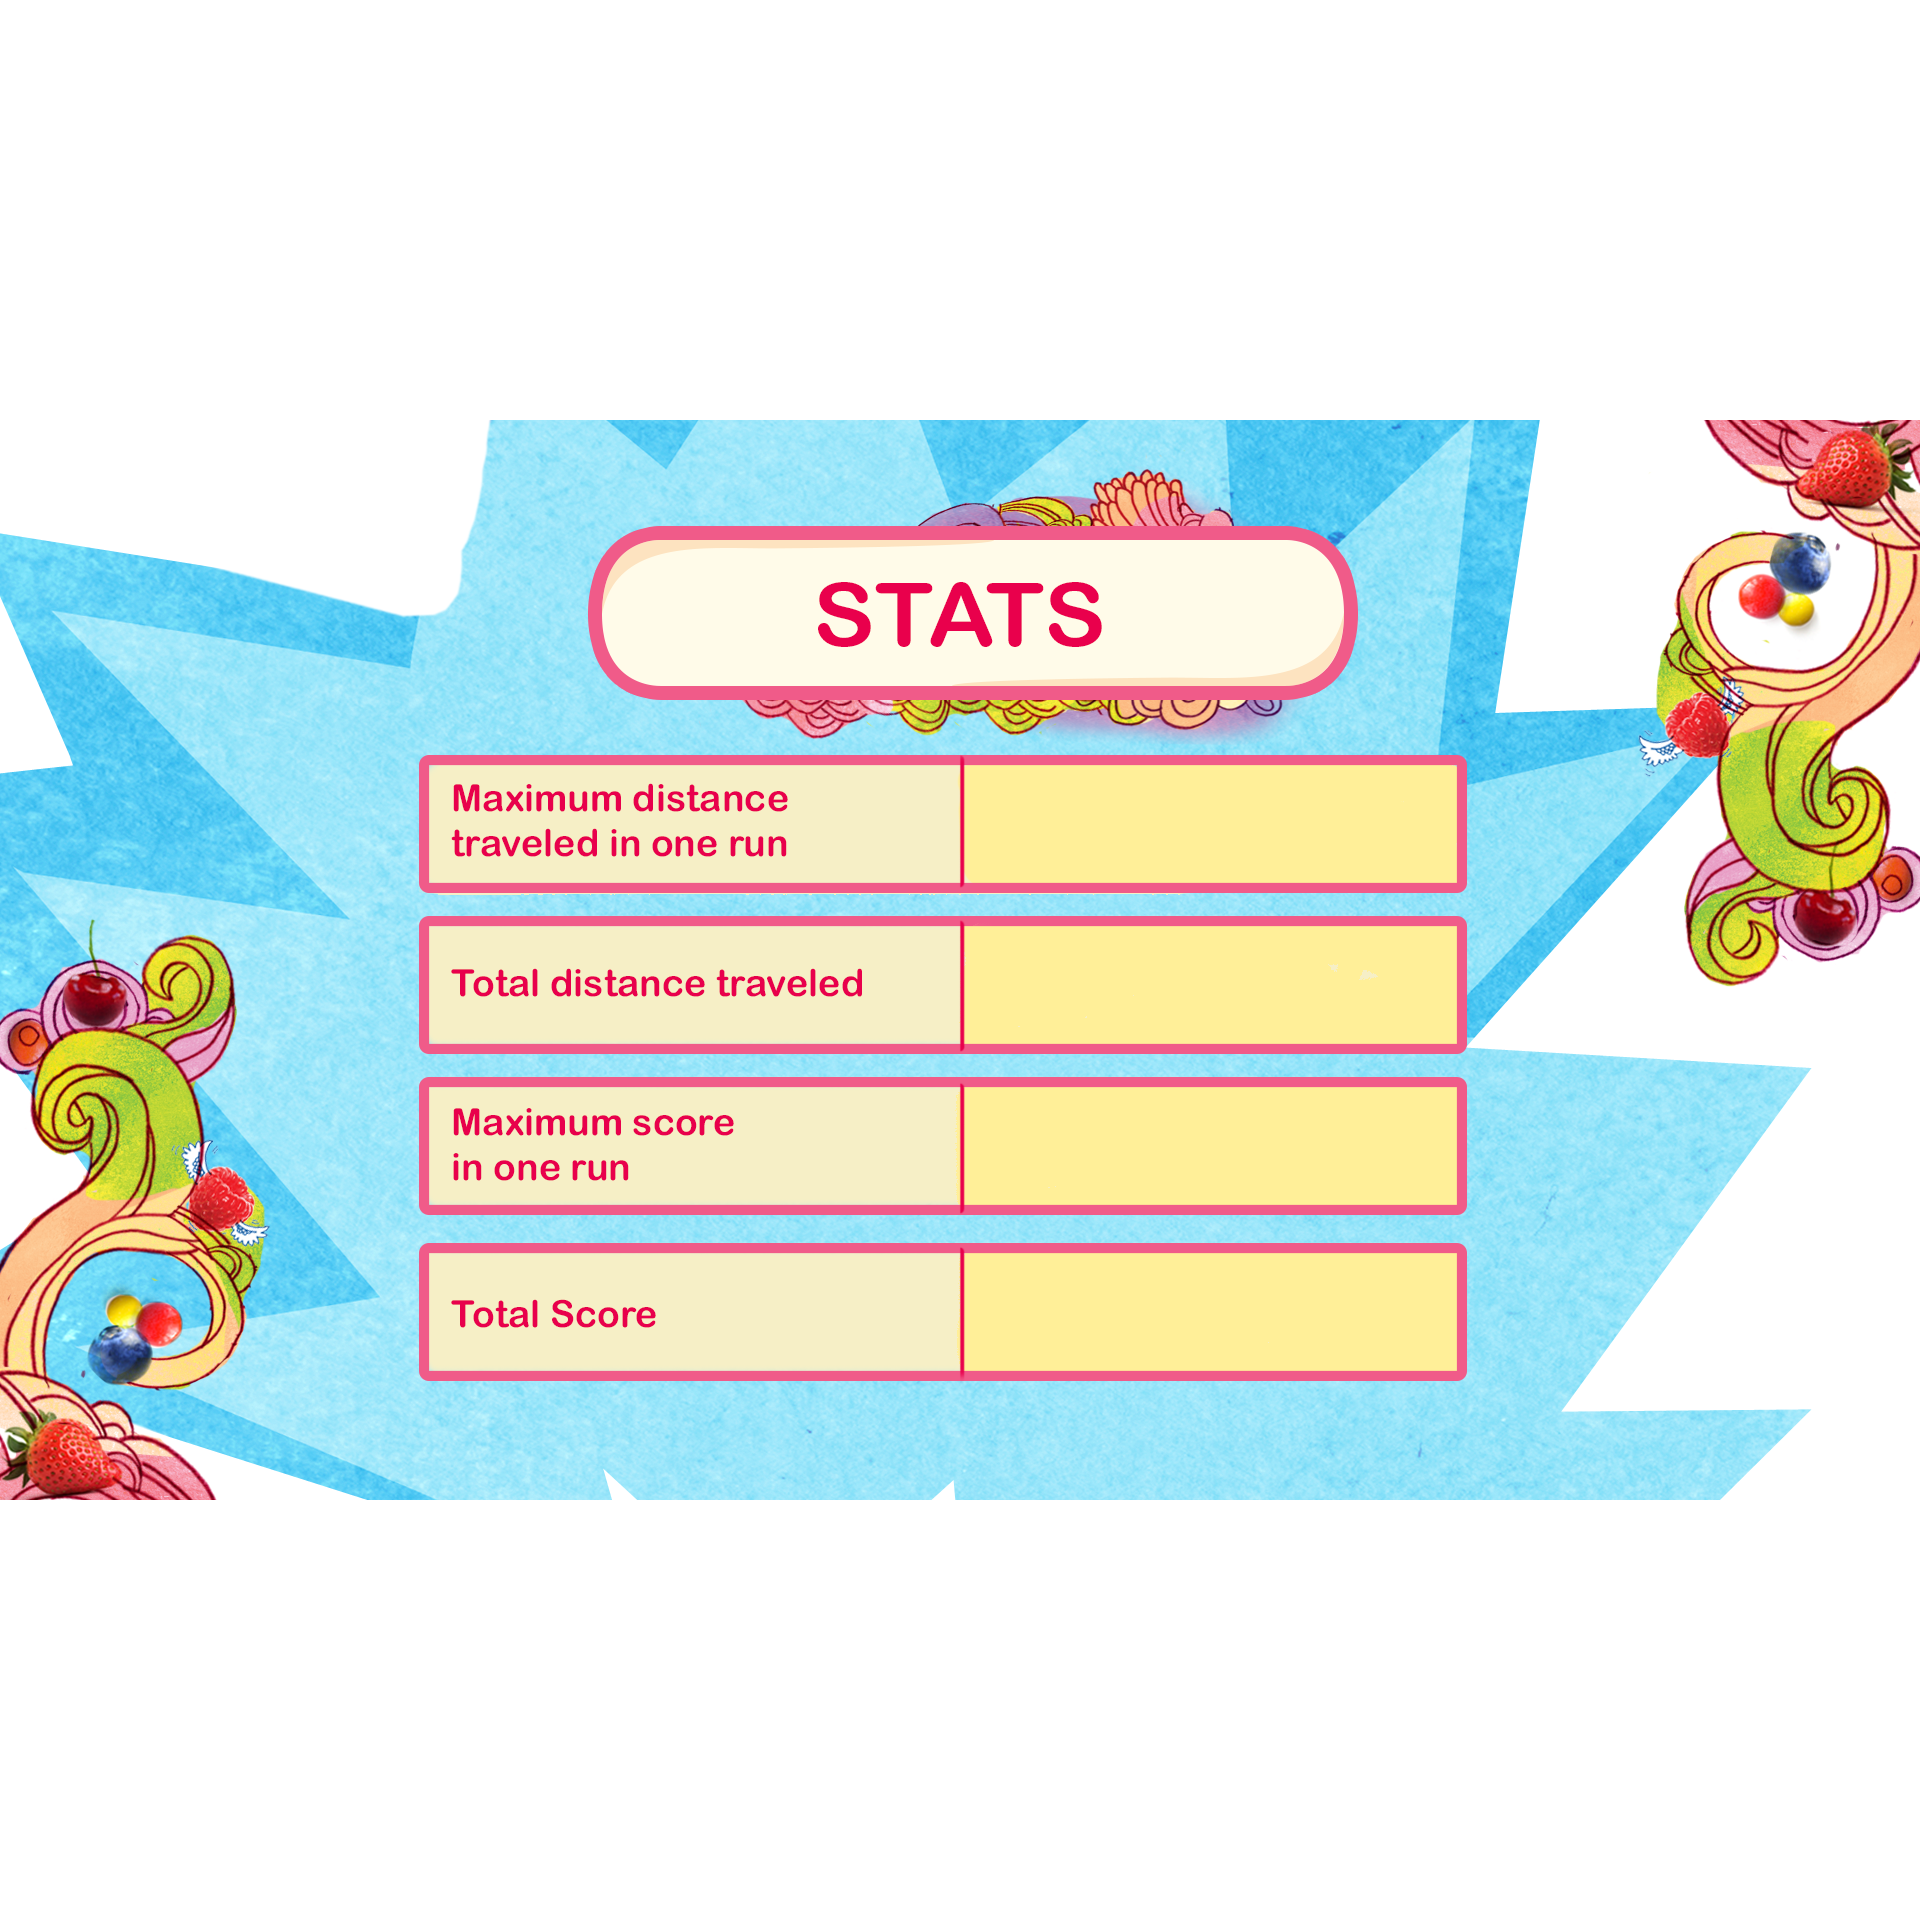 STATS
Maximum distance
traveled in one run
Total distance traveled
Maximum score
in one run
Total Score